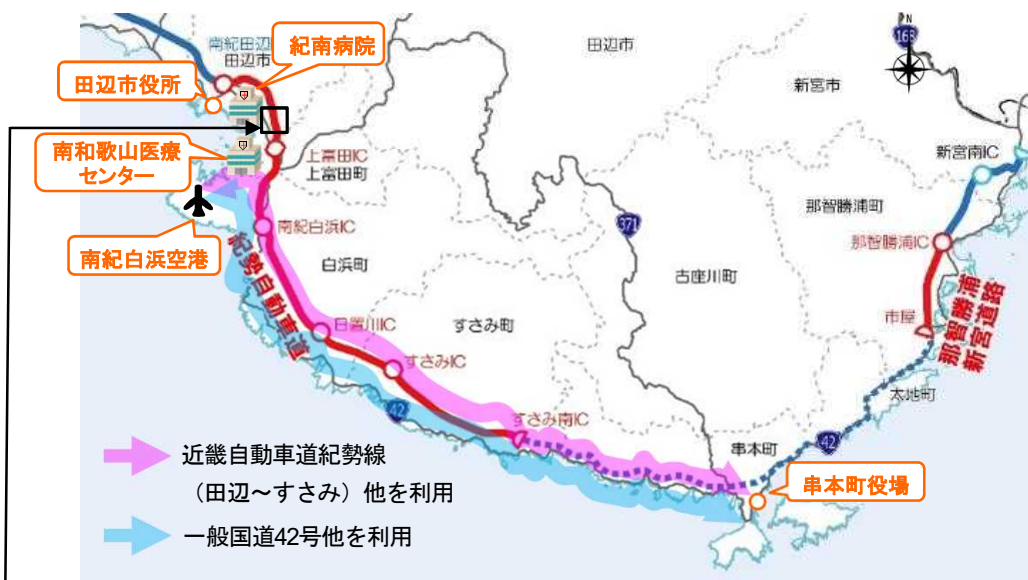 168
N
田辺市
新宮市
南紀田辺
田辺市
紀南病院
田辺市役所
南和歌山医療
センター
上富田IC
上富田町
新宮南IC
那智勝浦町
那智勝浦IC
371
南紀白浜IC
南紀白浜空港
白浜町
古座川町
紀勢自動車道
日置川IC
すさみ町
市屋
那智勝浦
新宮道路
すさみIC
太地町
42
すさみ南IC
串本町
42
近畿自動車道紀勢線
（田辺～すさみ）他を利用
串本町役場
一般国道42号他を利用